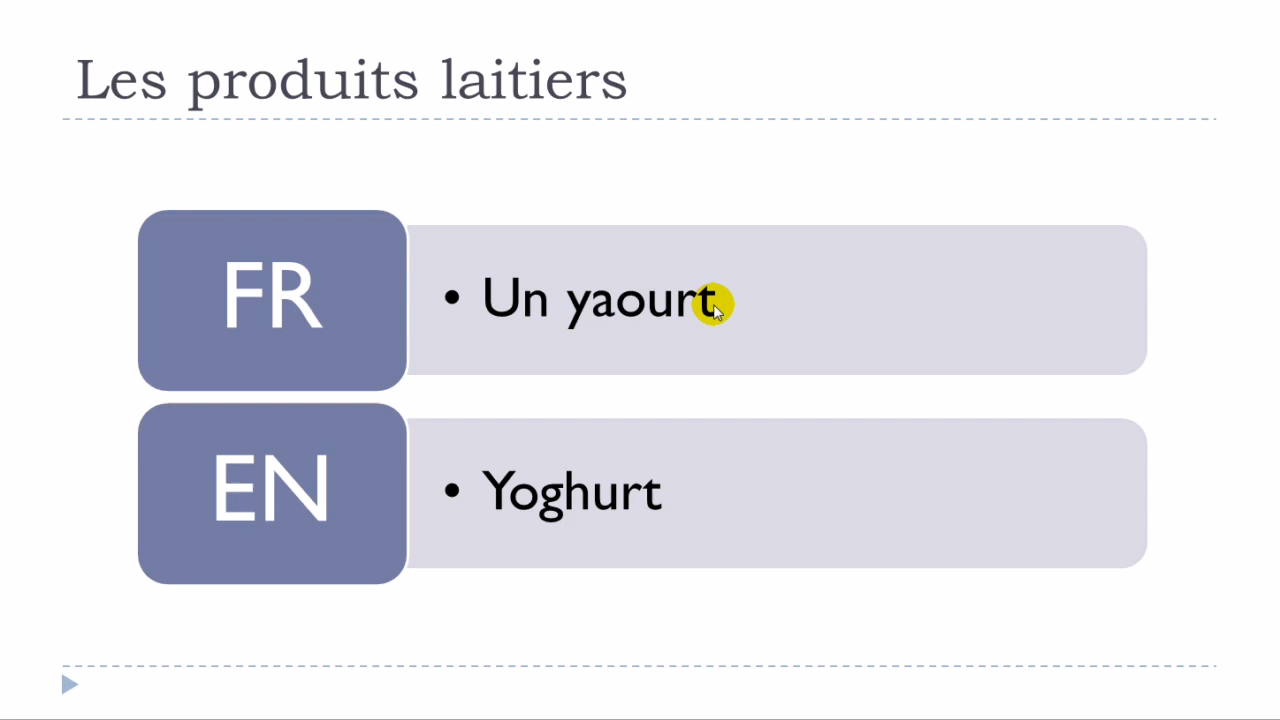 Les produits laitiers
FR
• Un yaourt
EN
• Yoghurt